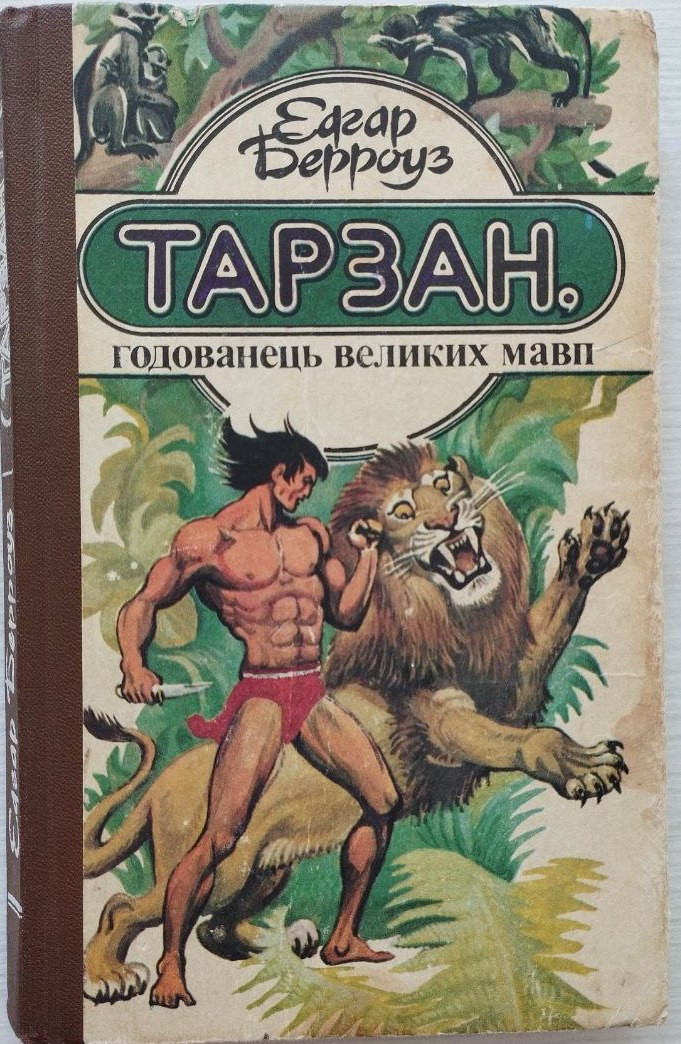 Едгар
Берроуз
ТАРЗАН,
годованець великих мавп
Едгар Берроуз